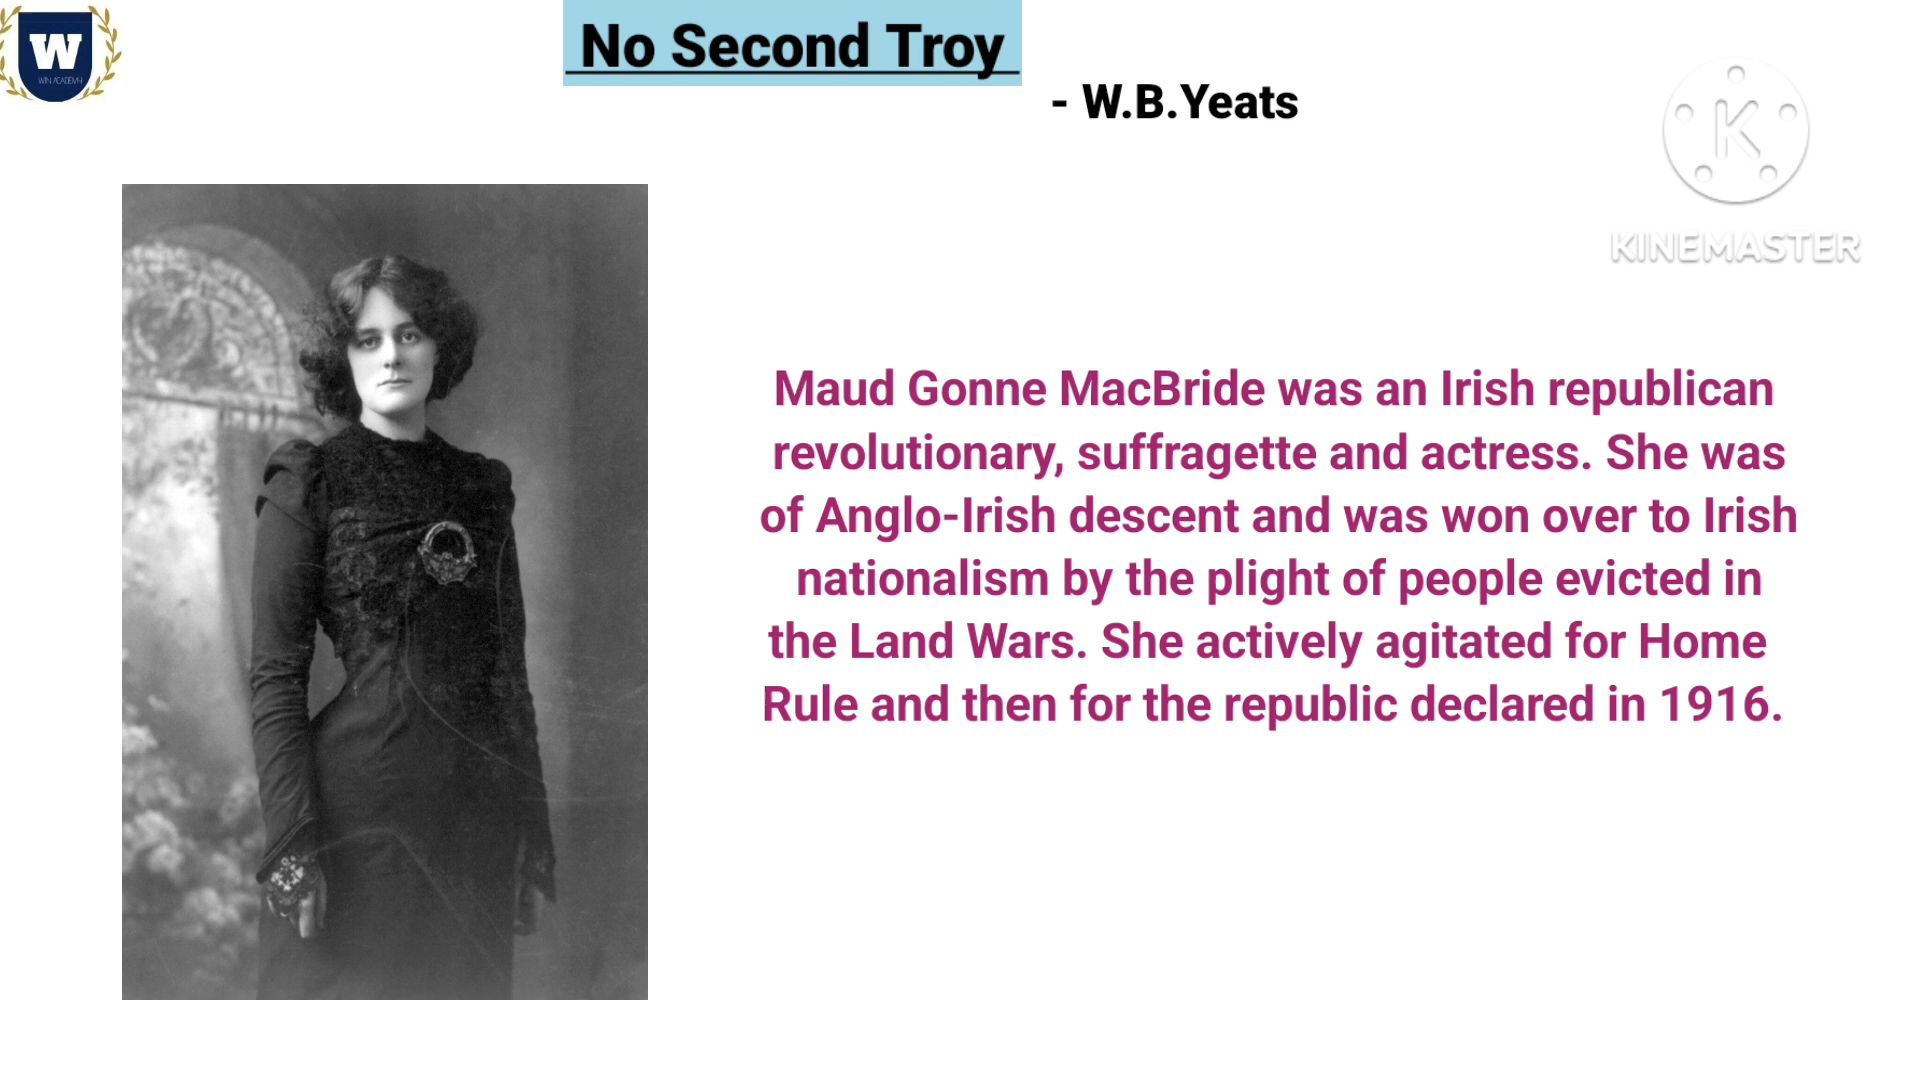 W
WIN ACADEMY
No Second Troy
- W.B.Yeats
K
KINEMASTER
Maud Gonne MacBride was an Irish republican
revolutionary, suffragette and actress. She was
of Anglo-Irish descent and was won over to Irish
nationalism by the plight of people evicted in
the Land Wars. She actively agitated for Home
Rule and then for the republic declared in 1916.